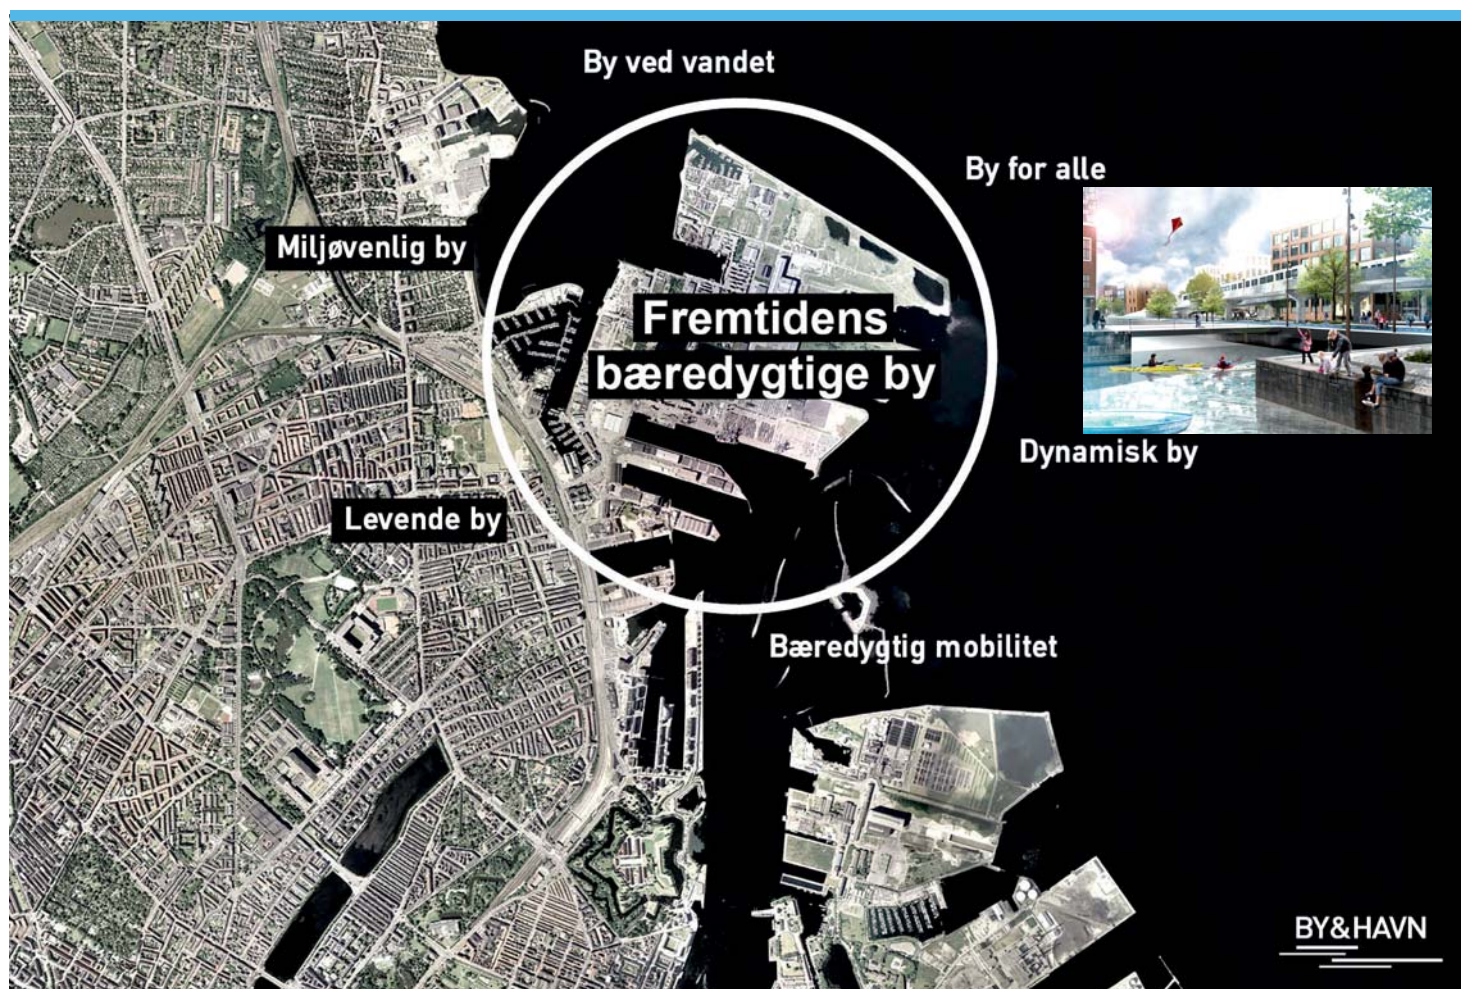 By ved vandet
By for alle
Miljøvenlig by
Fremtidens
bæredygtige by
Dynamisk by
Levende by
Bæredygtig mobilitet
BY&HAVN